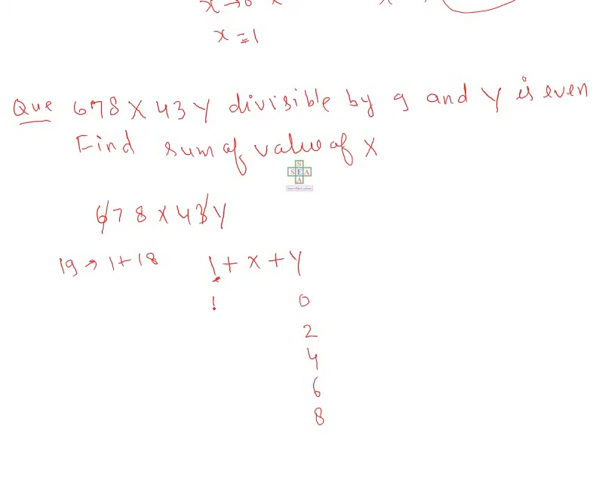 x=1
Que 678X43Y divisible by 9 and Y is even
Find sum of value of X
678X43Y
19→1+18 1+X+Y
1 0
2
4
6
8